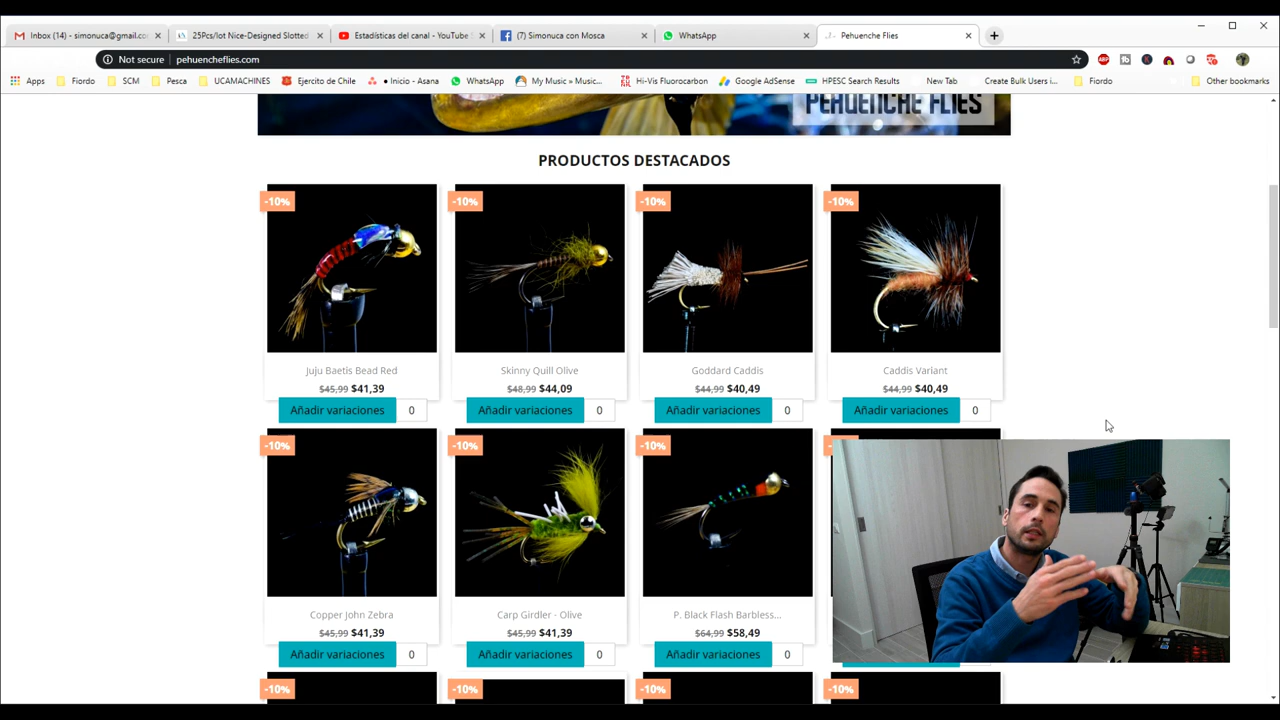 Inbox (14) - simonuca@gmail.co
25Pcs/lot Nice-Designed Slotted
Estadísticas del canal - YouTube
(7) Simonuca con Mosca
WhatsApp
Pehuenche Flies
Not secure
pehuencheflies.com
Apps
Fiordo
SCM
Pesca
UCAMACHINES
Ejercito de Chile
• Inicio - Asana
WhatsApp
My Music » Music...
Hi-Vis Fluorocarbon
Google AdSense
HPESC Search Results
New Tab
Create Bulk Users i...
Fiordo
Other bookmarks
PEHUENCHE FLIES
PRODUCTOS DESTACADOS
-10%
-10%
-10%
-10%
Juju Baetis Bead Red
Skinny Quill Olive
Goddard Caddis
Caddis Variant
$45,99 $41,39
$48,99 $44,09
$44,99 $40,49
$44,99 $40,49
Añadir variaciones 0
Añadir variaciones 0
Añadir variaciones 0
Añadir variaciones 0
-10%
-10%
-10%
Copper John Zebra
Carp Girdler - Olive
P. Black Flash Barbless...
$45,99 $41,39
$45,99 $41,39
$64,99 $58,49
Añadir variaciones 0
Añadir variaciones 0
Añadir variaciones 0
-10%
-10%
-10%
-10%